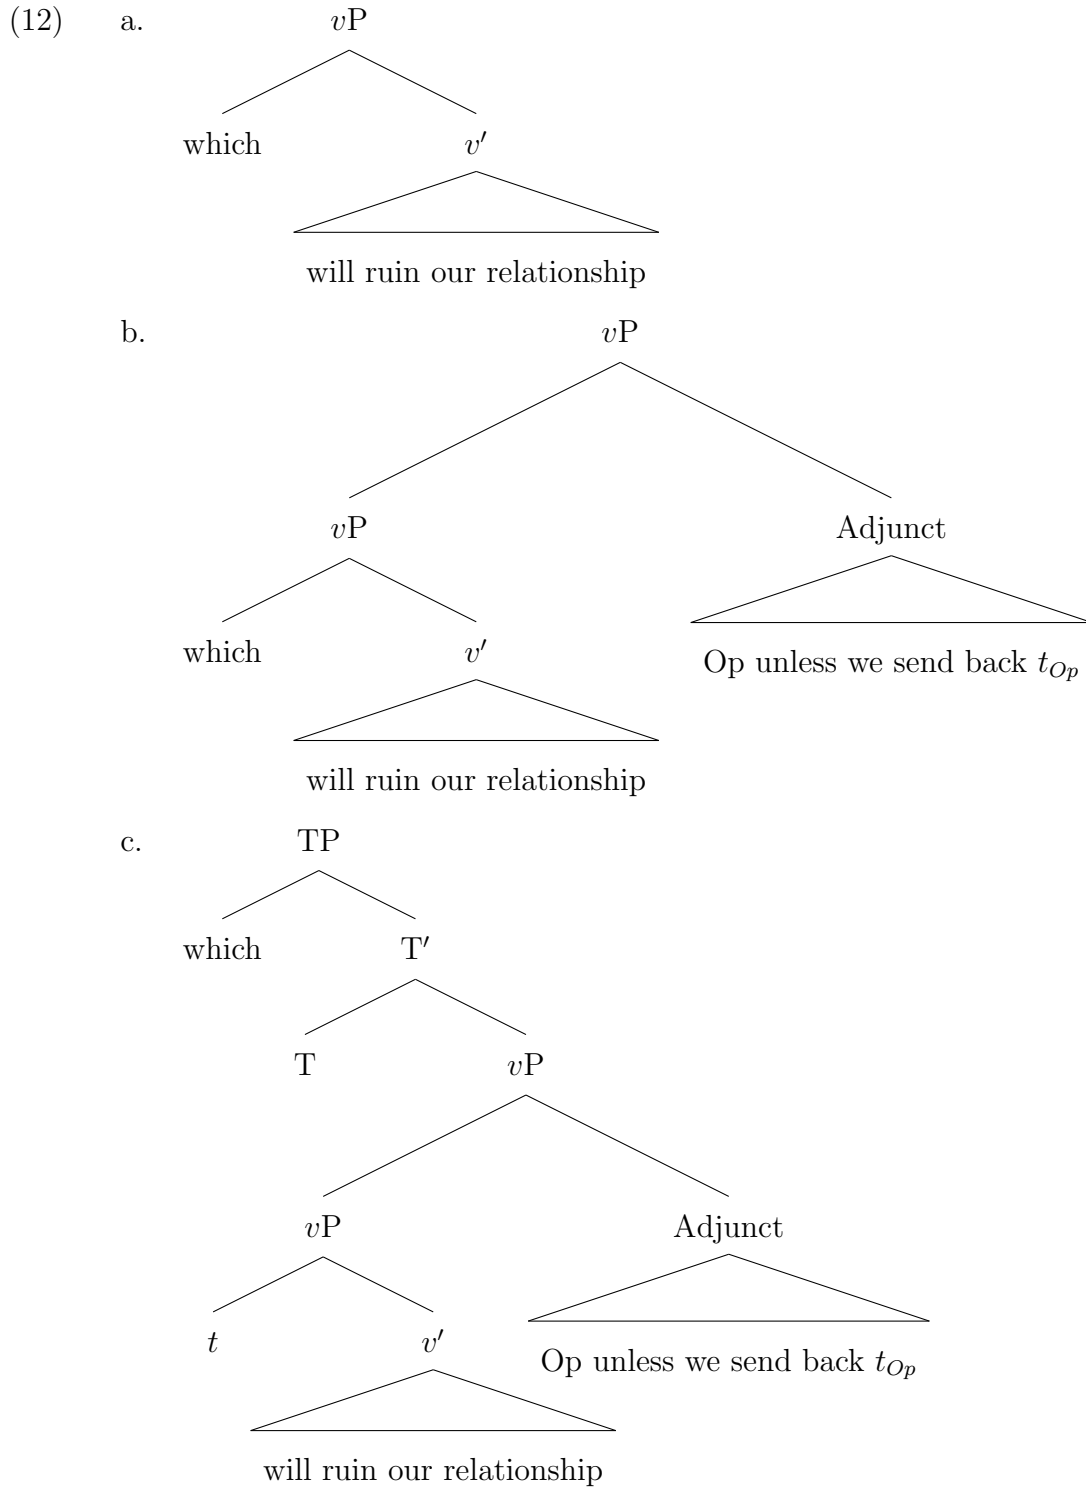 (12) a. vP
which v′
will ruin our relationship
b. vP
vP Adjunct
which v′ Op unless we send back t_Op
will ruin our relationship
c. TP
which T′
T vP
vP Adjunct
t v′ Op unless we send back t_Op
will ruin our relationship